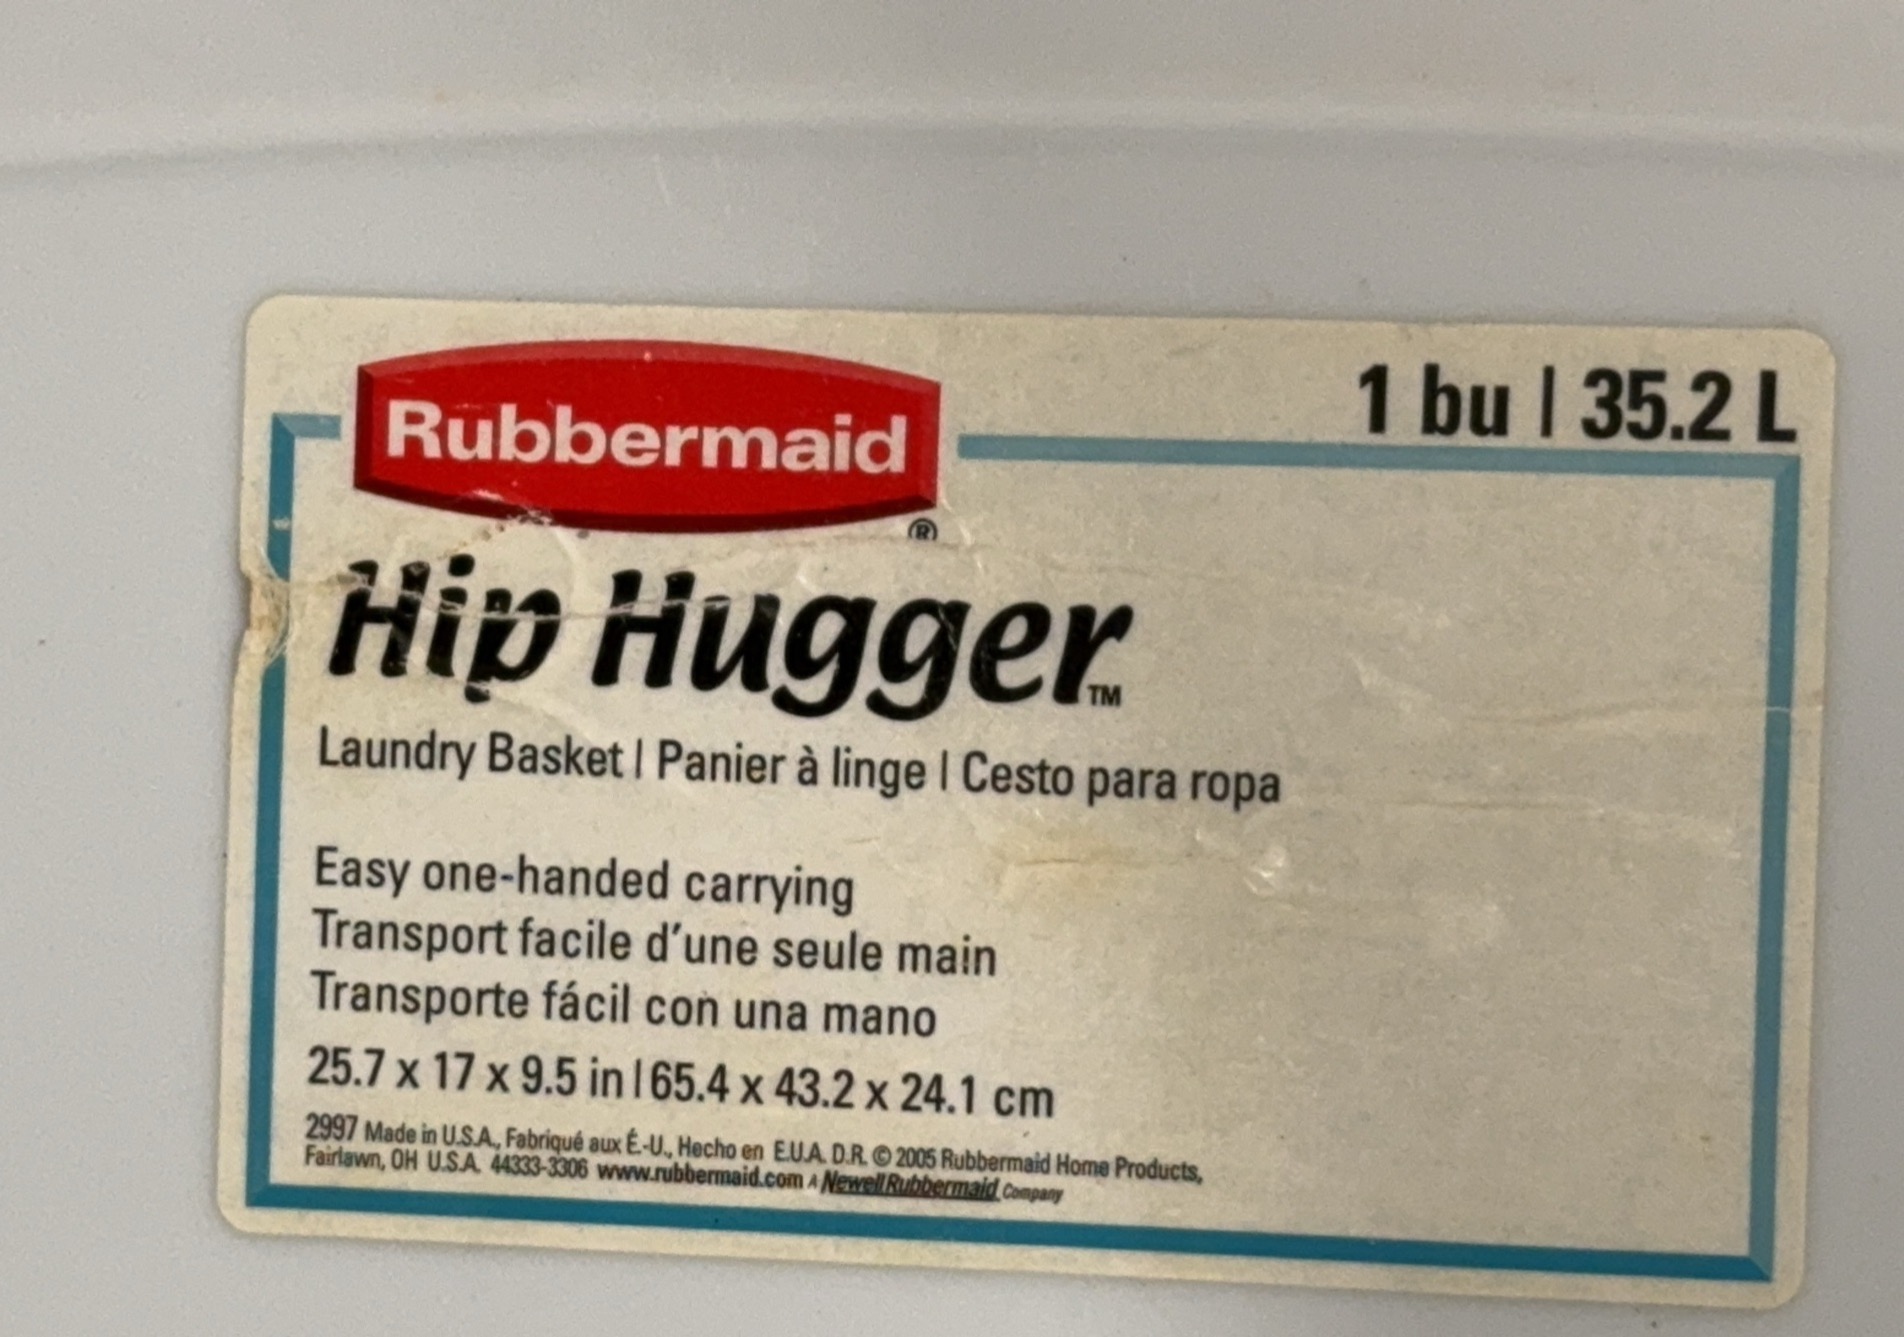 1 bu | 35.2 L
Rubbermaid
®
Hip Hugger™
Laundry Basket | Panier à linge | Cesto para ropa
Easy one-handed carrying
Transport facile d'une seule main
Transporte fácil con una mano
25.7 x 17 x 9.5 in | 65.4 x 43.2 x 24.1 cm
2997 Made in U.S.A., Fabriqué aux É.-U., Hecho en E.U.A. D.R. © 2005 Rubbermaid Home Products,
Fairlawn, OH U.S.A. 44333-3306 www.rubbermaid.com A Newell Rubbermaid Company